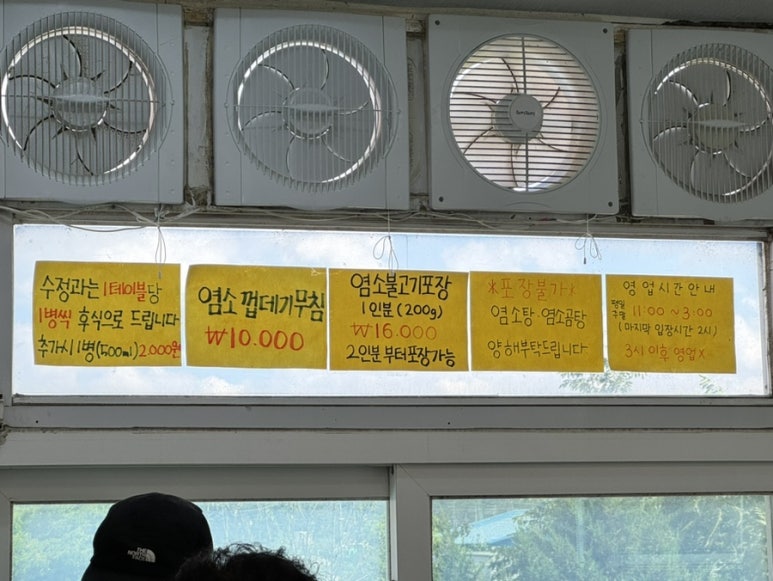 수정과는 1테이블당
1병씩 후식으로 드립니다
추가시 1병(500ml) 2,000원
염소 껍데기무침
₩10.000
염소불고기포장
1인분(200g)
₩16.000
2인분부터포장가능
*포장불가*
염소탕 염소곰탕
양해부탁드립니다
영업시간안내
평일
주말
11:00~3:00
(마지막 입장시간 2시)
3시 이후 영업X
THE
NORTH
FACE